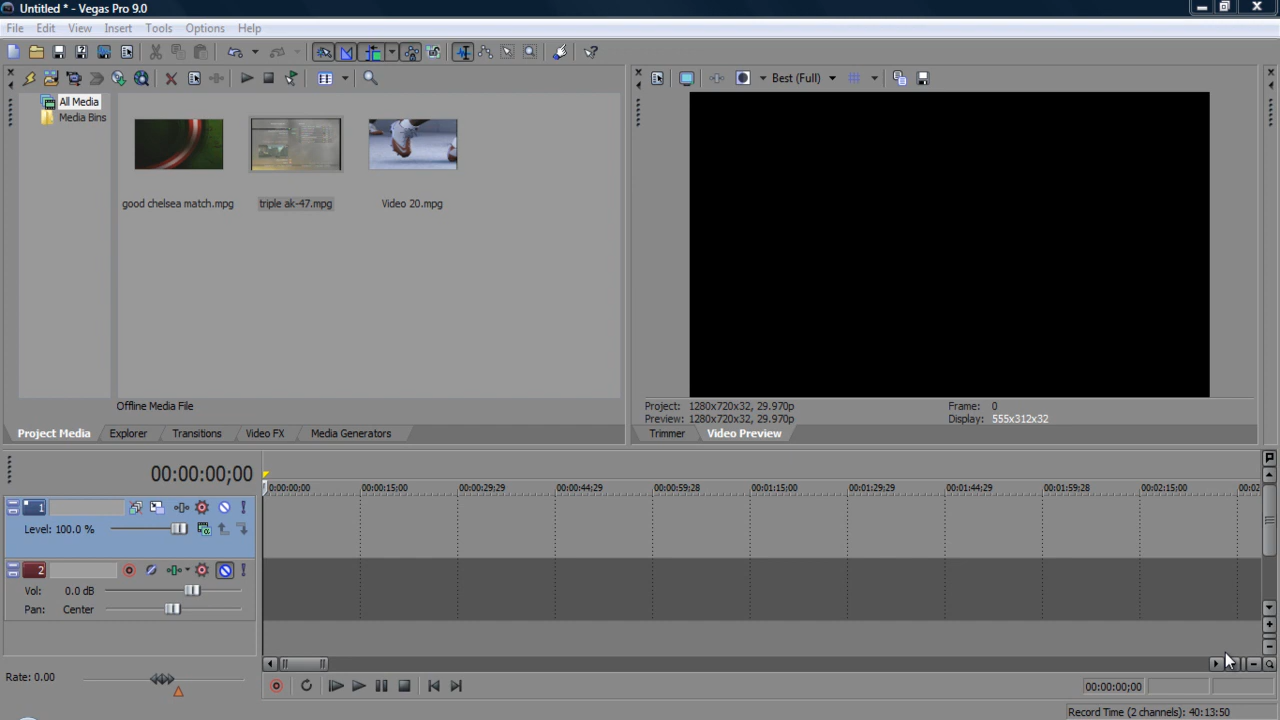 Untitled * - Vegas Pro 9.0
File Edit View Insert Tools Options Help
Best (Full)
All Media
Media Bins
good chelsea match.mpg
triple ak-47.mpg
Video 20.mpg
Offline Media File
Project: 1280x720x32, 29.970p
Frame: 0
Preview: 1280x720x32, 29.970p
Display: 555x312x32
Project Media Explorer Transitions Video FX Media Generators
Trimmer Video Preview
00:00:00;00
0:00:00;00 00:00:15;00 00:00:29;29 00:00:44;29 00:00:59;28 00:01:15;00 00:01:29;29 00:01:44;29 00:01:59;28 00:02:15;00 00:02
1
Level: 100.0 %
2
Vol: 0.0 dB
Pan: Center
Rate: 0.00
00:00:00;00
Record Time (2 channels): 40:13:50